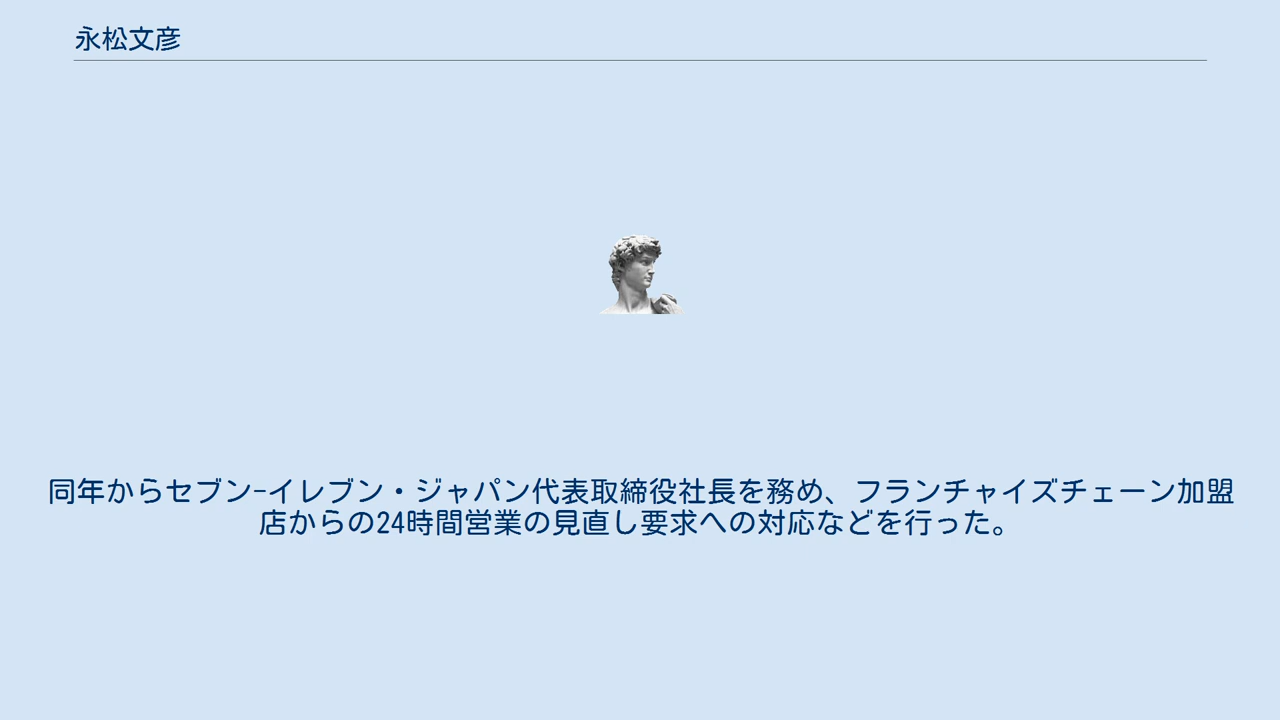 永松文彦
同年からセブン-イレブン・ジャパン代表取締役社長を務め、フランチャイズチェーン加盟
店からの24時間営業の見直し要求への対応などを行った。